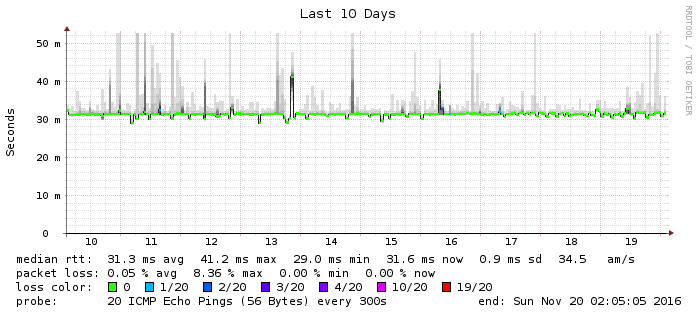 Last 10 Days
RRDTOOL / TOBI OETIKER
Seconds
50 m
40 m
30 m
20 m
10 m
0
10 11 12 13 14 15 16 17 18 19
median rtt: 31.3 ms avg 41.2 ms max 29.0 ms min 31.6 ms now 0.9 ms sd 34.5 am/s
packet loss: 0.05 % avg 8.36 % max 0.00 % min 0.00 % now
loss color: 0 1/20 2/20 3/20 4/20 10/20 19/20
probe: 20 ICMP Echo Pings (56 Bytes) every 300s end: Sun Nov 20 02:05:05 2016